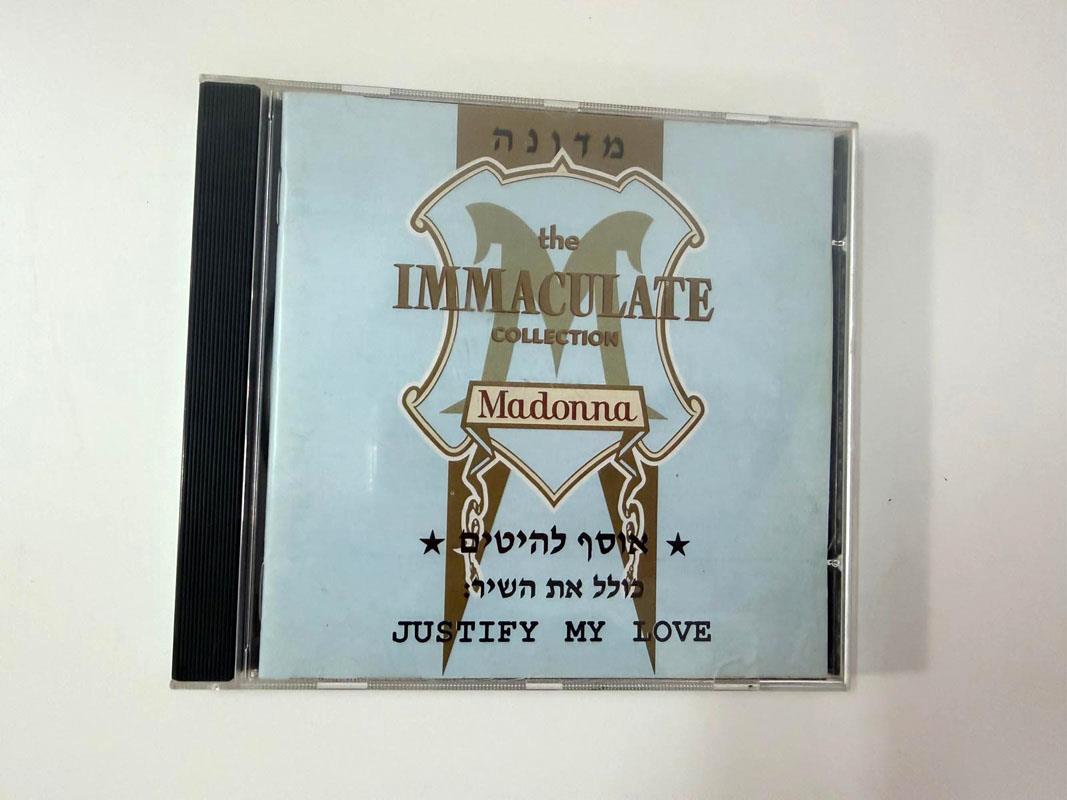 מדונה
the
IMMACULATE
COLLECTION
Madonna
★ אוסף להיטים ★
כולל את השיר:
JUSTIFY MY LOVE